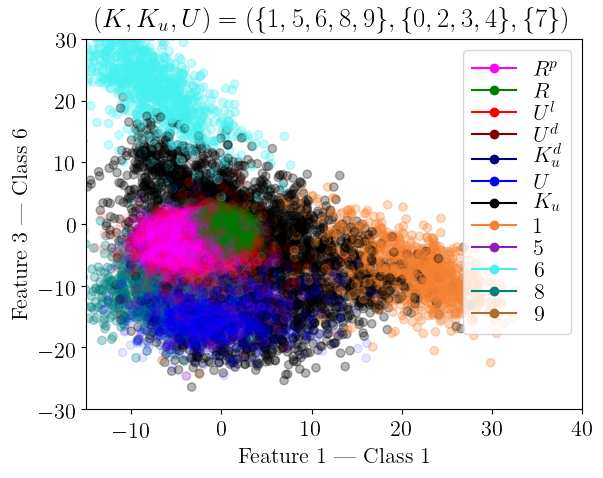 (K, K_u, U) = ({1, 5, 6, 8, 9}, {0, 2, 3, 4}, {7})
30
20
10
0
−10
−20
−30
Feature 3 — Class 6
R^p
R
U^l
U^d
K_u^d
U
K_u
1
5
6
8
9
−10
0
10
20
30
40
Feature 1 — Class 1